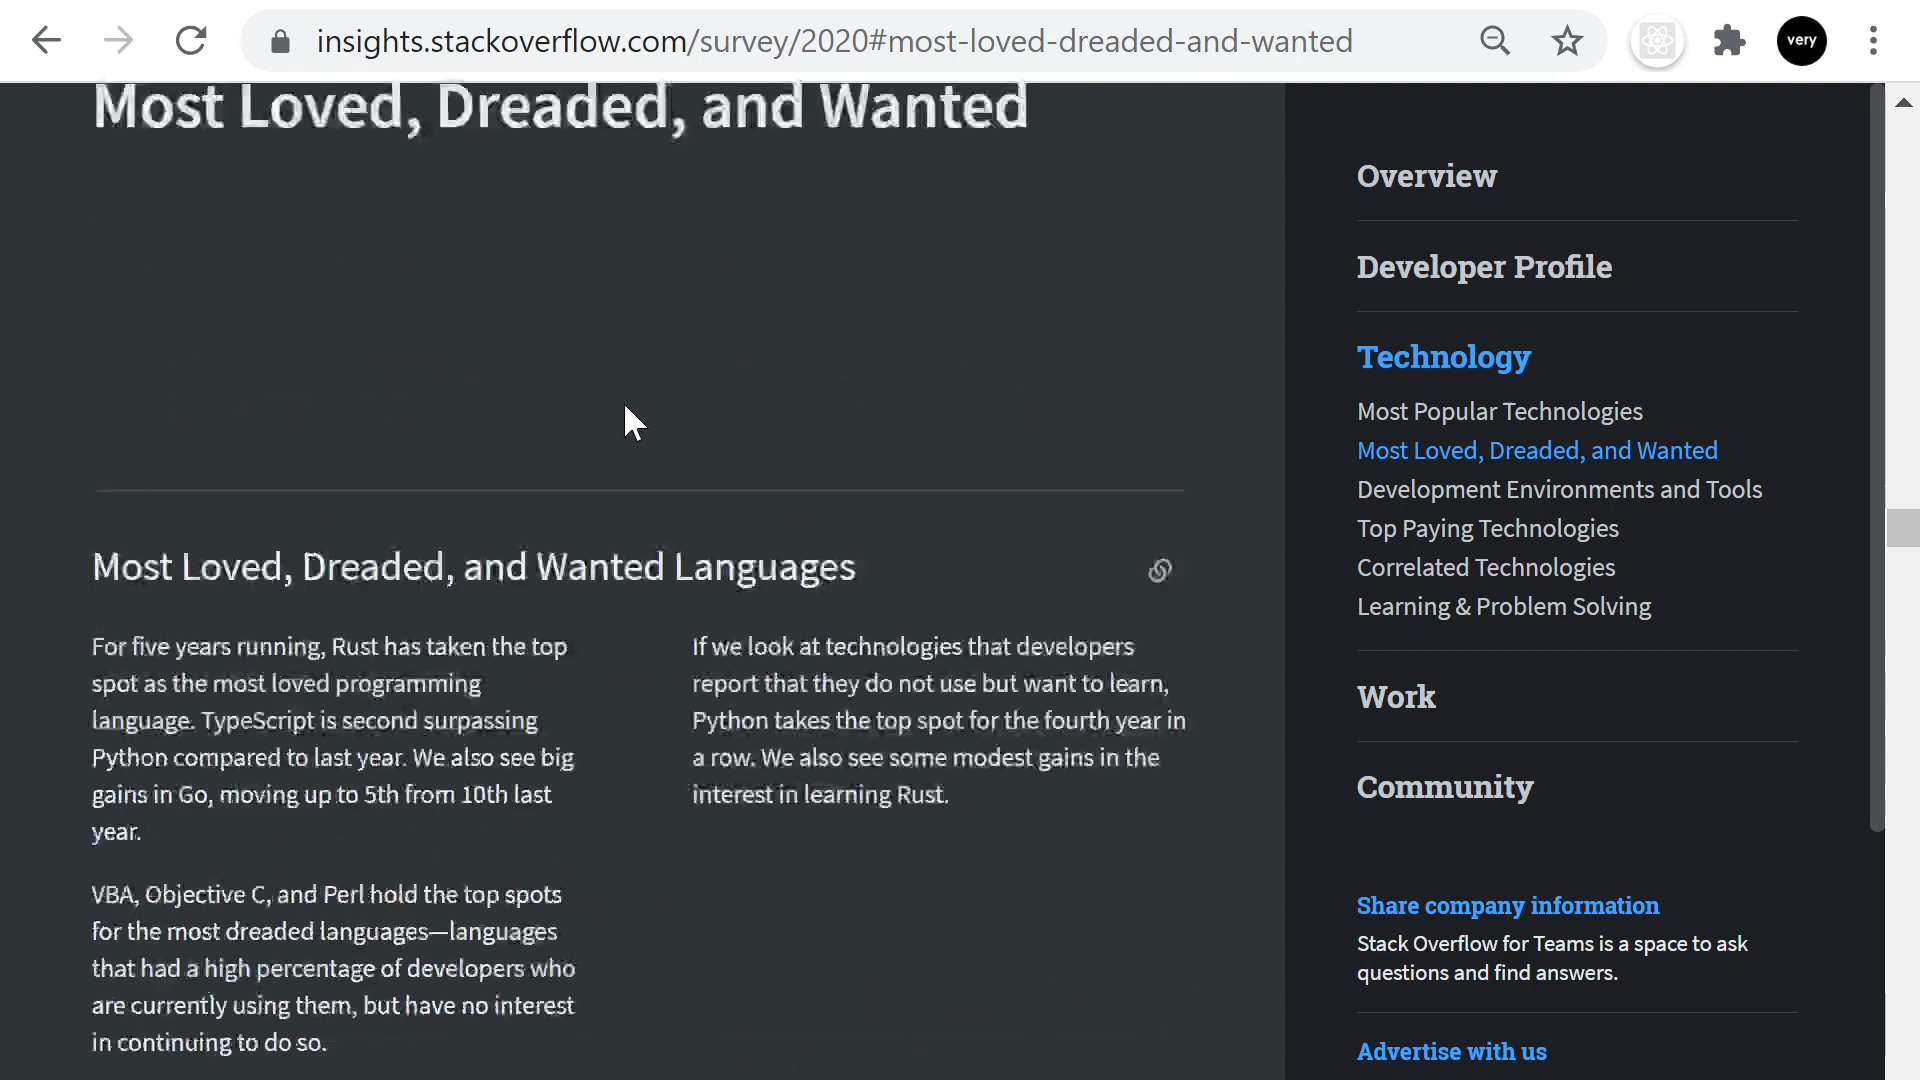 insights.stackoverflow.com/survey/2020#most-loved-dreaded-and-wanted
very
Most Loved, Dreaded, and Wanted
Most Loved, Dreaded, and Wanted Languages
For five years running, Rust has taken the top
spot as the most loved programming
language. TypeScript is second surpassing
Python compared to last year. We also see big
gains in Go, moving up to 5th from 10th last
year.
VBA, Objective C, and Perl hold the top spots
for the most dreaded languages—languages
that had a high percentage of developers who
are currently using them, but have no interest
in continuing to do so.
If we look at technologies that developers
report that they do not use but want to learn,
Python takes the top spot for the fourth year in
a row. We also see some modest gains in the
interest in learning Rust.
Overview
Developer Profile
Technology
Most Popular Technologies
Most Loved, Dreaded, and Wanted
Development Environments and Tools
Top Paying Technologies
Correlated Technologies
Learning & Problem Solving
Work
Community
Share company information
Stack Overflow for Teams is a space to ask
questions and find answers.
Advertise with us